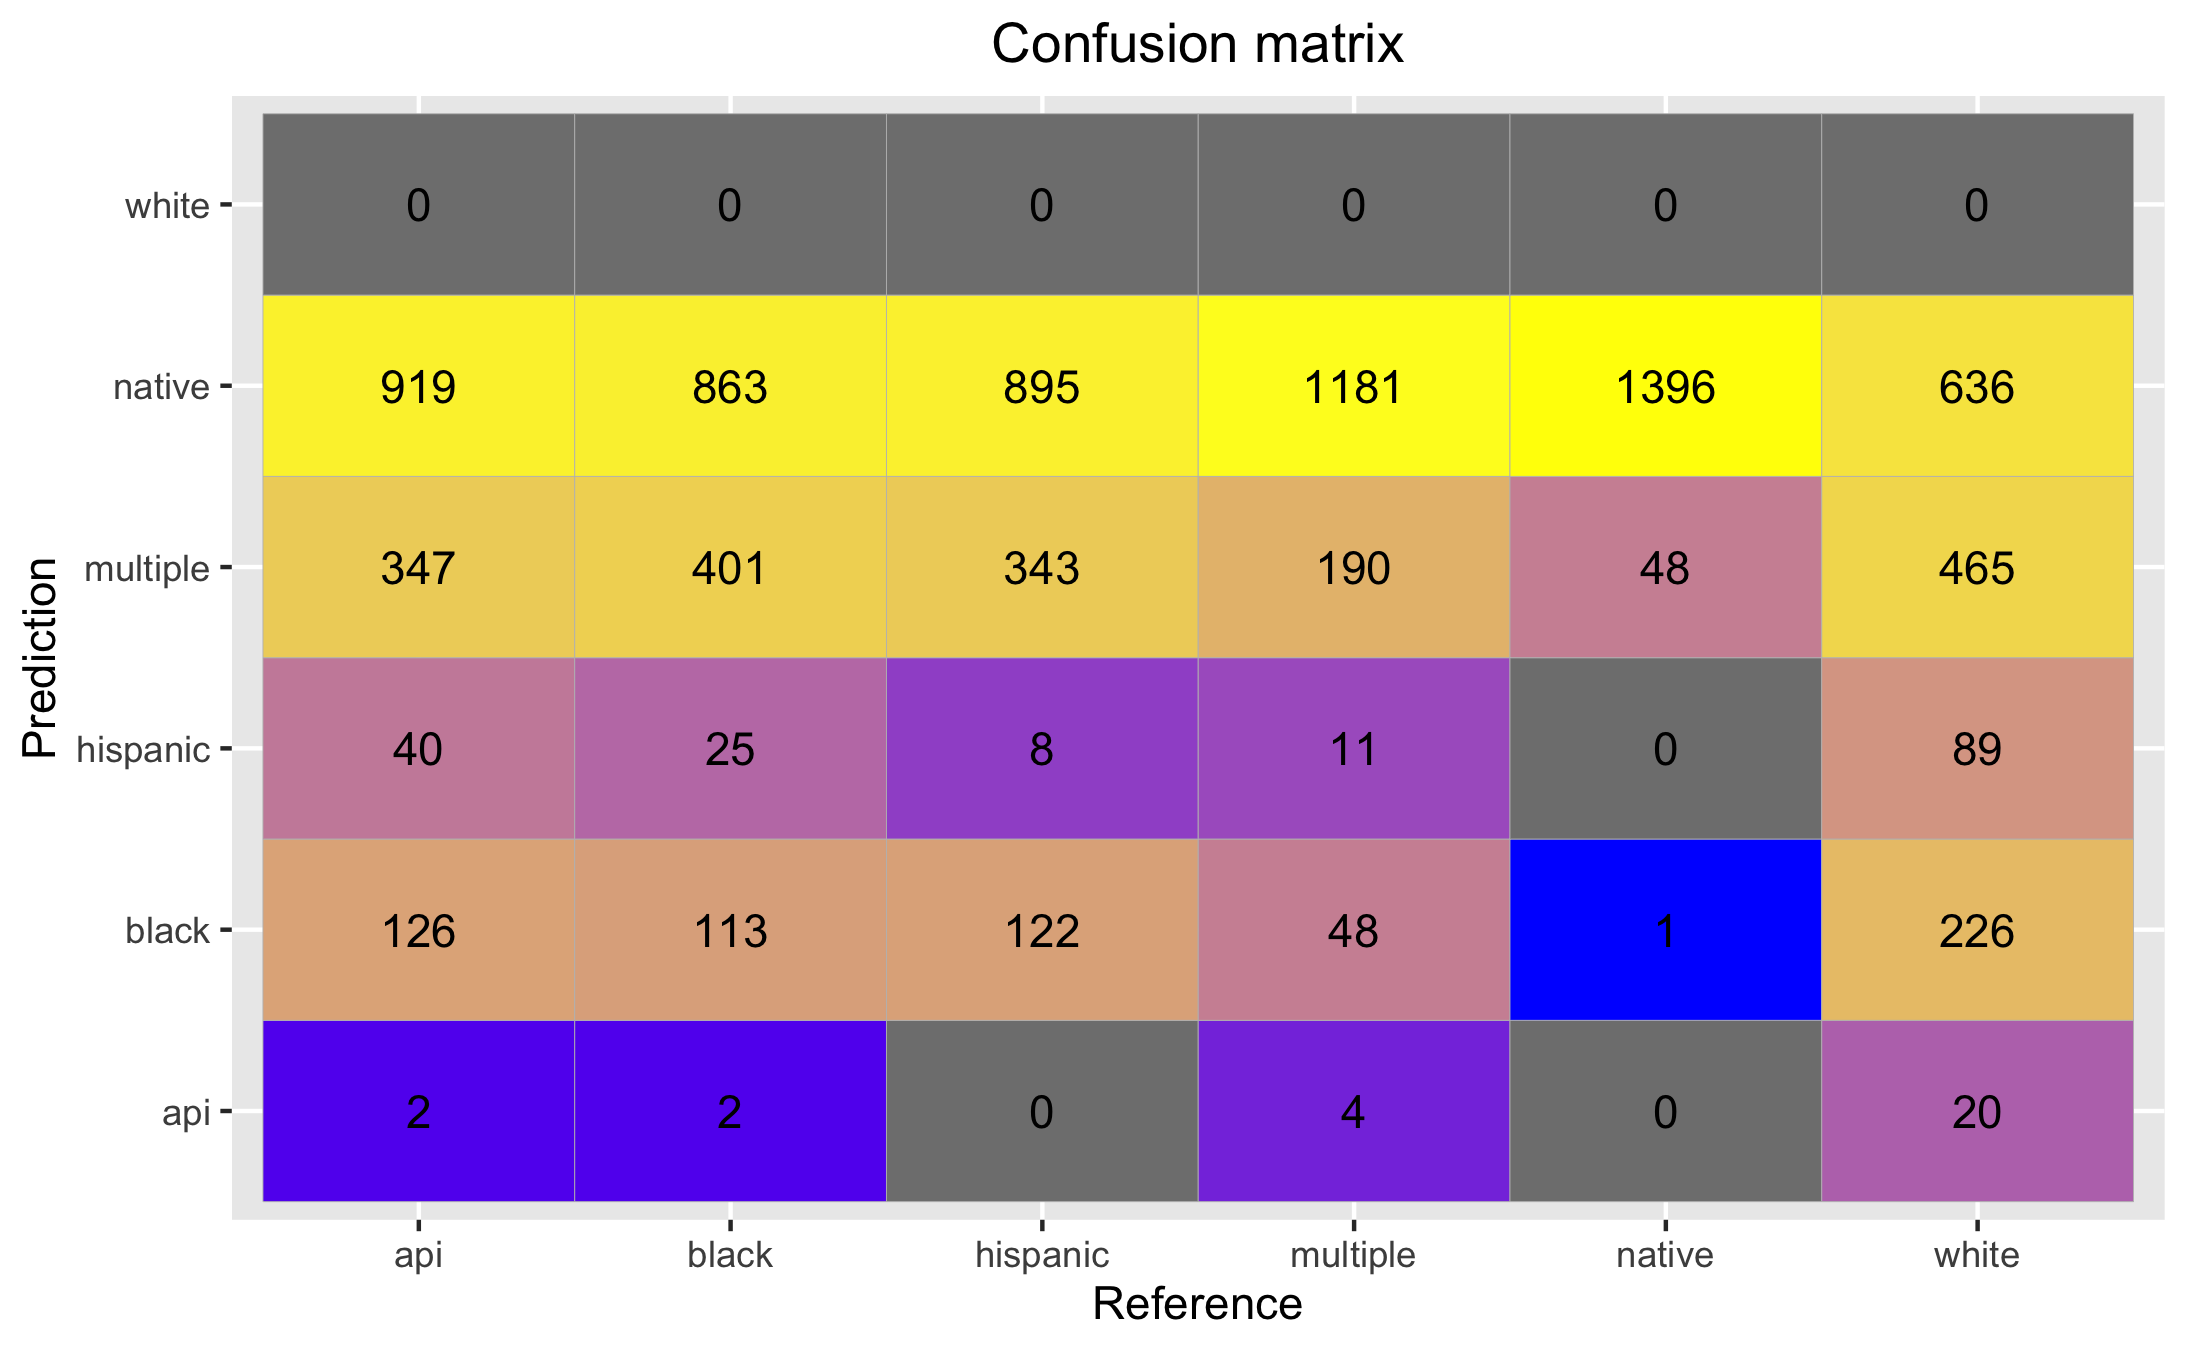 Confusion matrix
white 0 0 0 0 0 0
native 919 863 895 1181 1396 636
multiple 347 401 343 190 48 465
hispanic 40 25 8 11 0 89
black 126 113 122 48 1 226
api 2 2 0 4 0 20
api black hispanic multiple native white
Reference
Prediction